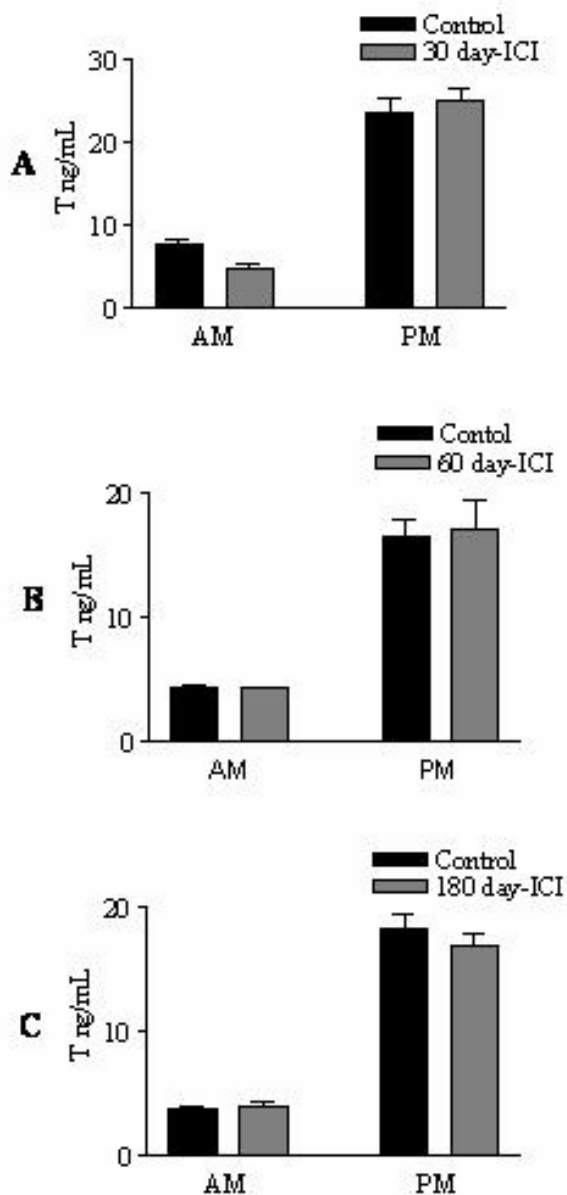 Control
30 day-ICI
30
20
10
0
T ng/mL
A
AM PM
Contol
60 day-ICI
20
10
0
T ng/mL
B
AM PM
Control
180 day-ICI
20
10
0
T ng/mL
C
AM PM